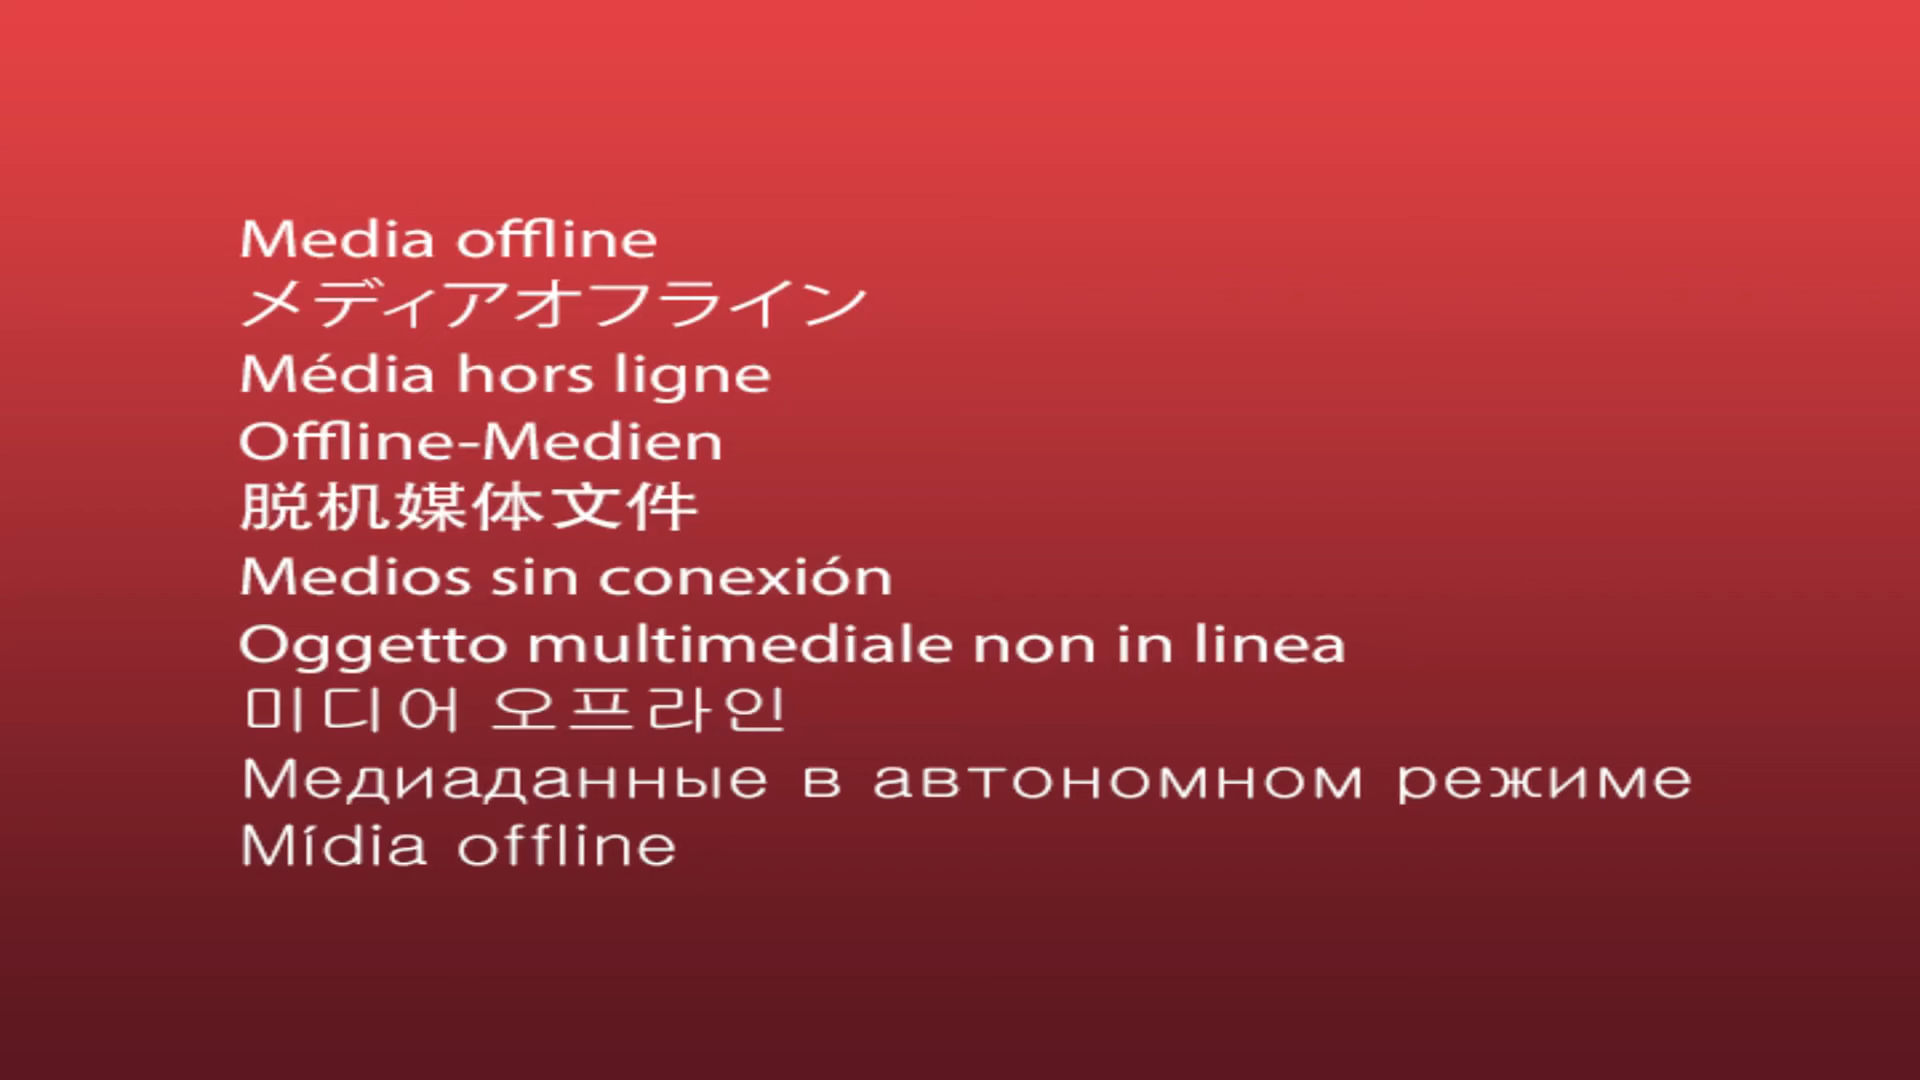 Media offline
メディアオフライン
Média hors ligne
Offline-Medien
脱机媒体文件
Medios sin conexión
Oggetto multimediale non in linea
미디어 오프라인
Медиаданные в автономном режиме
Mídia offline